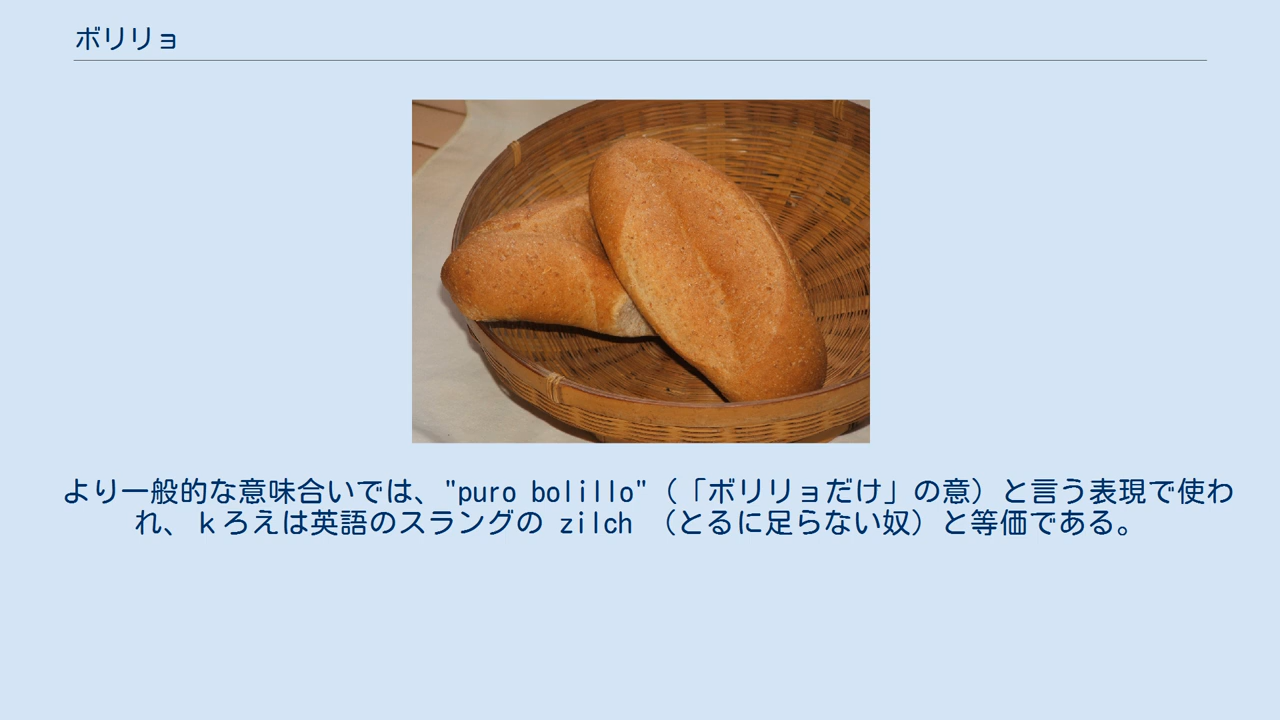 ボリリョ
より一般的な意味合いでは、"puro bolillo"（「ボリリョだけ」の意）と言う表現で使わ
れ、ｋろえは英語のスラングの zilch （とるに足らない奴）と等価である。